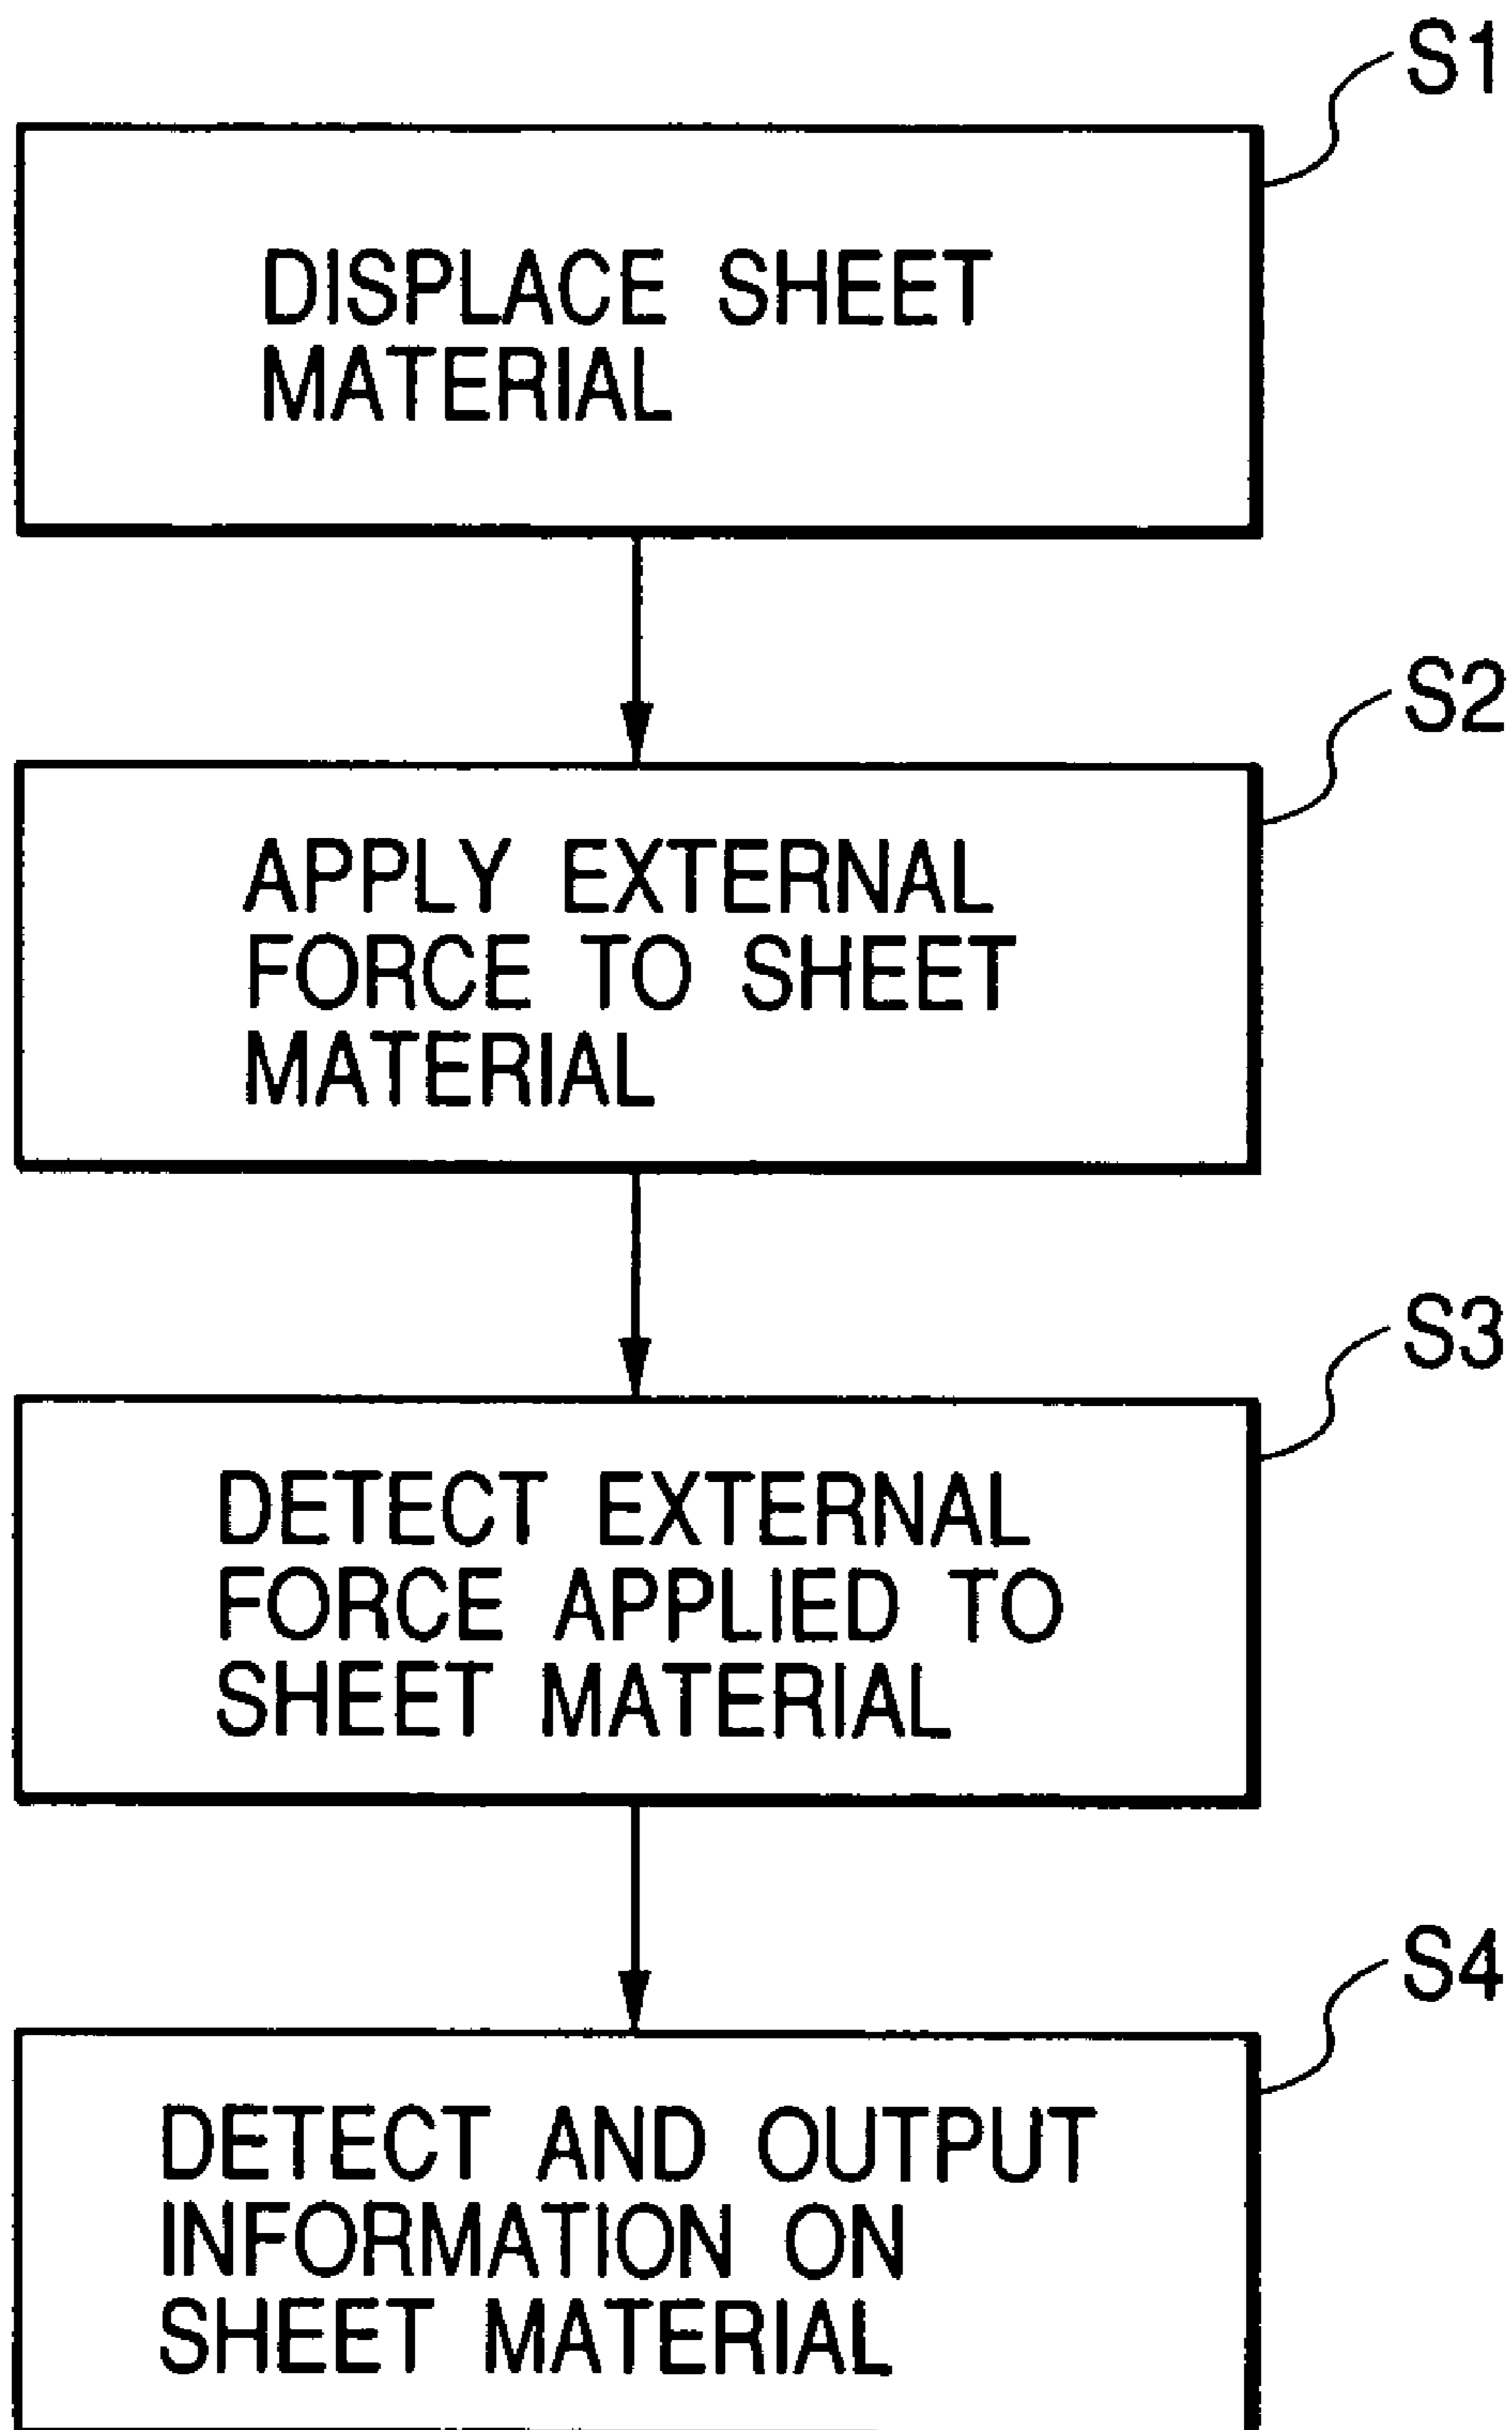 S1
DISPLACE SHEET
MATERIAL
S2
APPLY EXTERNAL
FORCE TO SHEET
MATERIAL
S3
DETECT EXTERNAL
FORCE APPLIED TO
SHEET MATERIAL
S4
DETECT AND OUTPUT
INFORMATION ON
SHEET MATERIAL